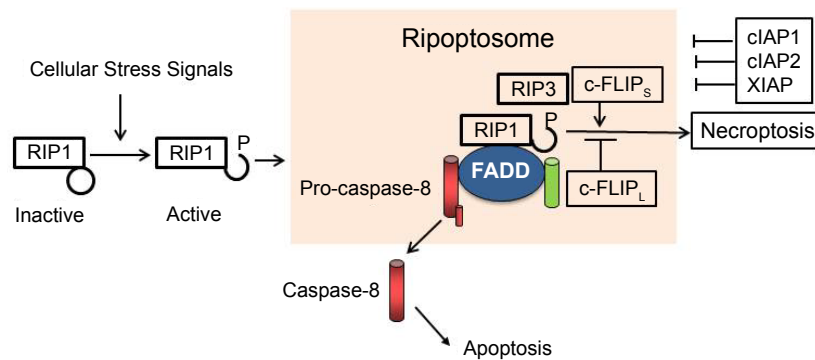 Ripoptosome
cIAP1
cIAP2
XIAP
Cellular Stress Signals
RIP3
c-FLIPS
RIP1
P
RIP1
P
RIP1
P
Necroptosis
FADD
Pro-caspase-8
c-FLIPL
Inactive
Active
Caspase-8
Apoptosis